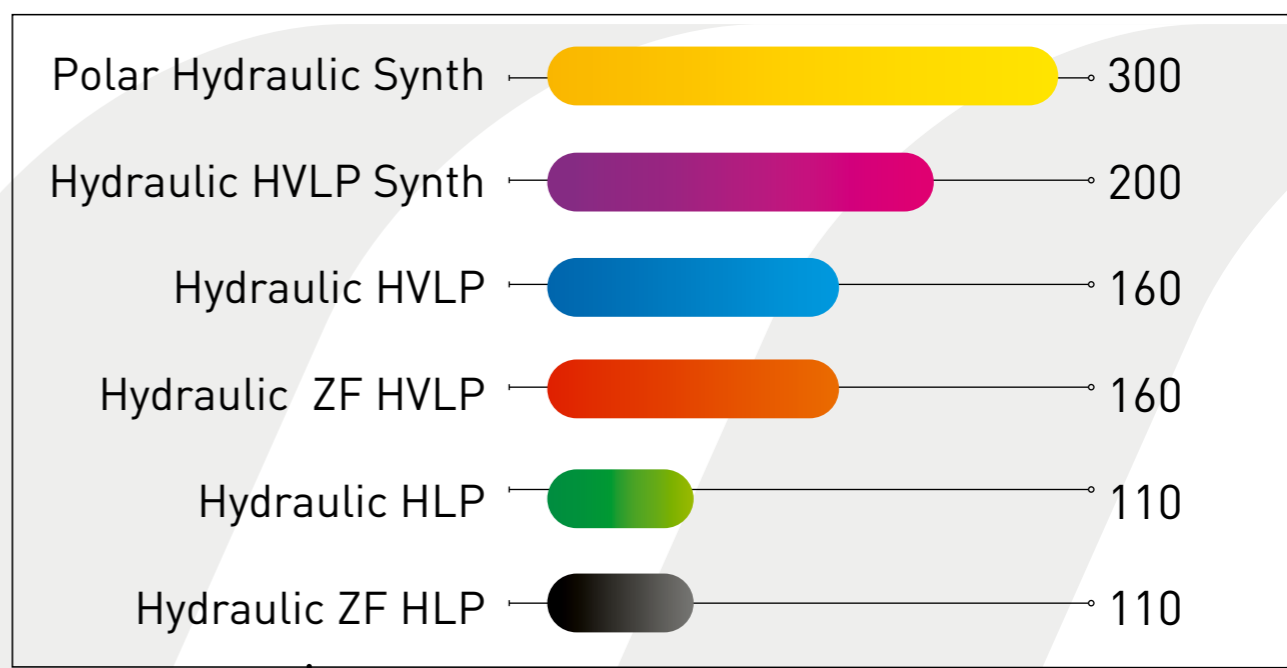 Polar Hydraulic Synth 300
Hydraulic HVLP Synth 200
Hydraulic HVLP 160
Hydraulic ZF HVLP 160
Hydraulic HLP 110
Hydraulic ZF HLP 110